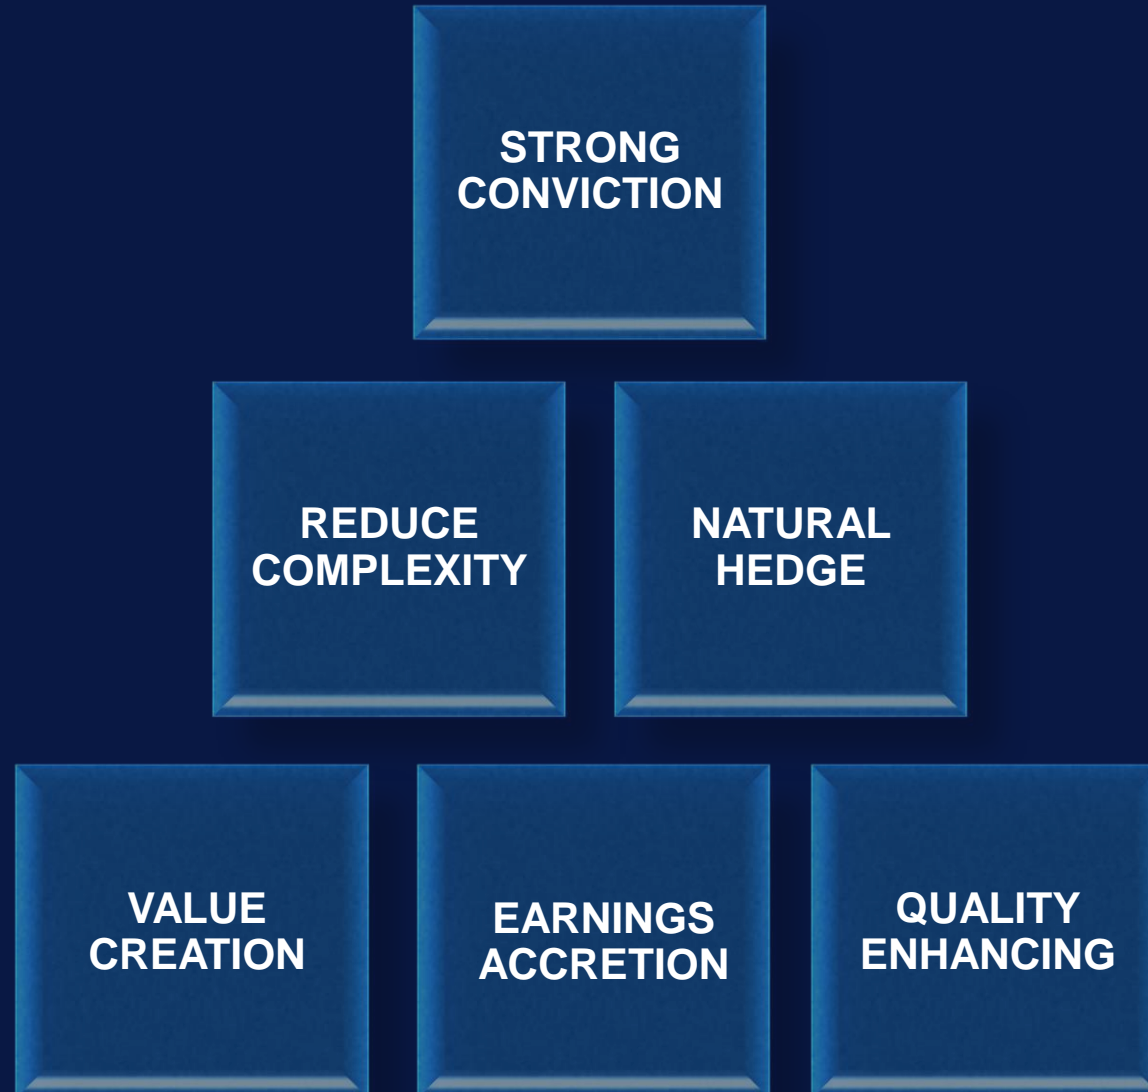 STRONG
CONVICTION
REDUCE
COMPLEXITY
NATURAL
HEDGE
VALUE
CREATION
EARNINGS
ACCRETION
QUALITY
ENHANCING